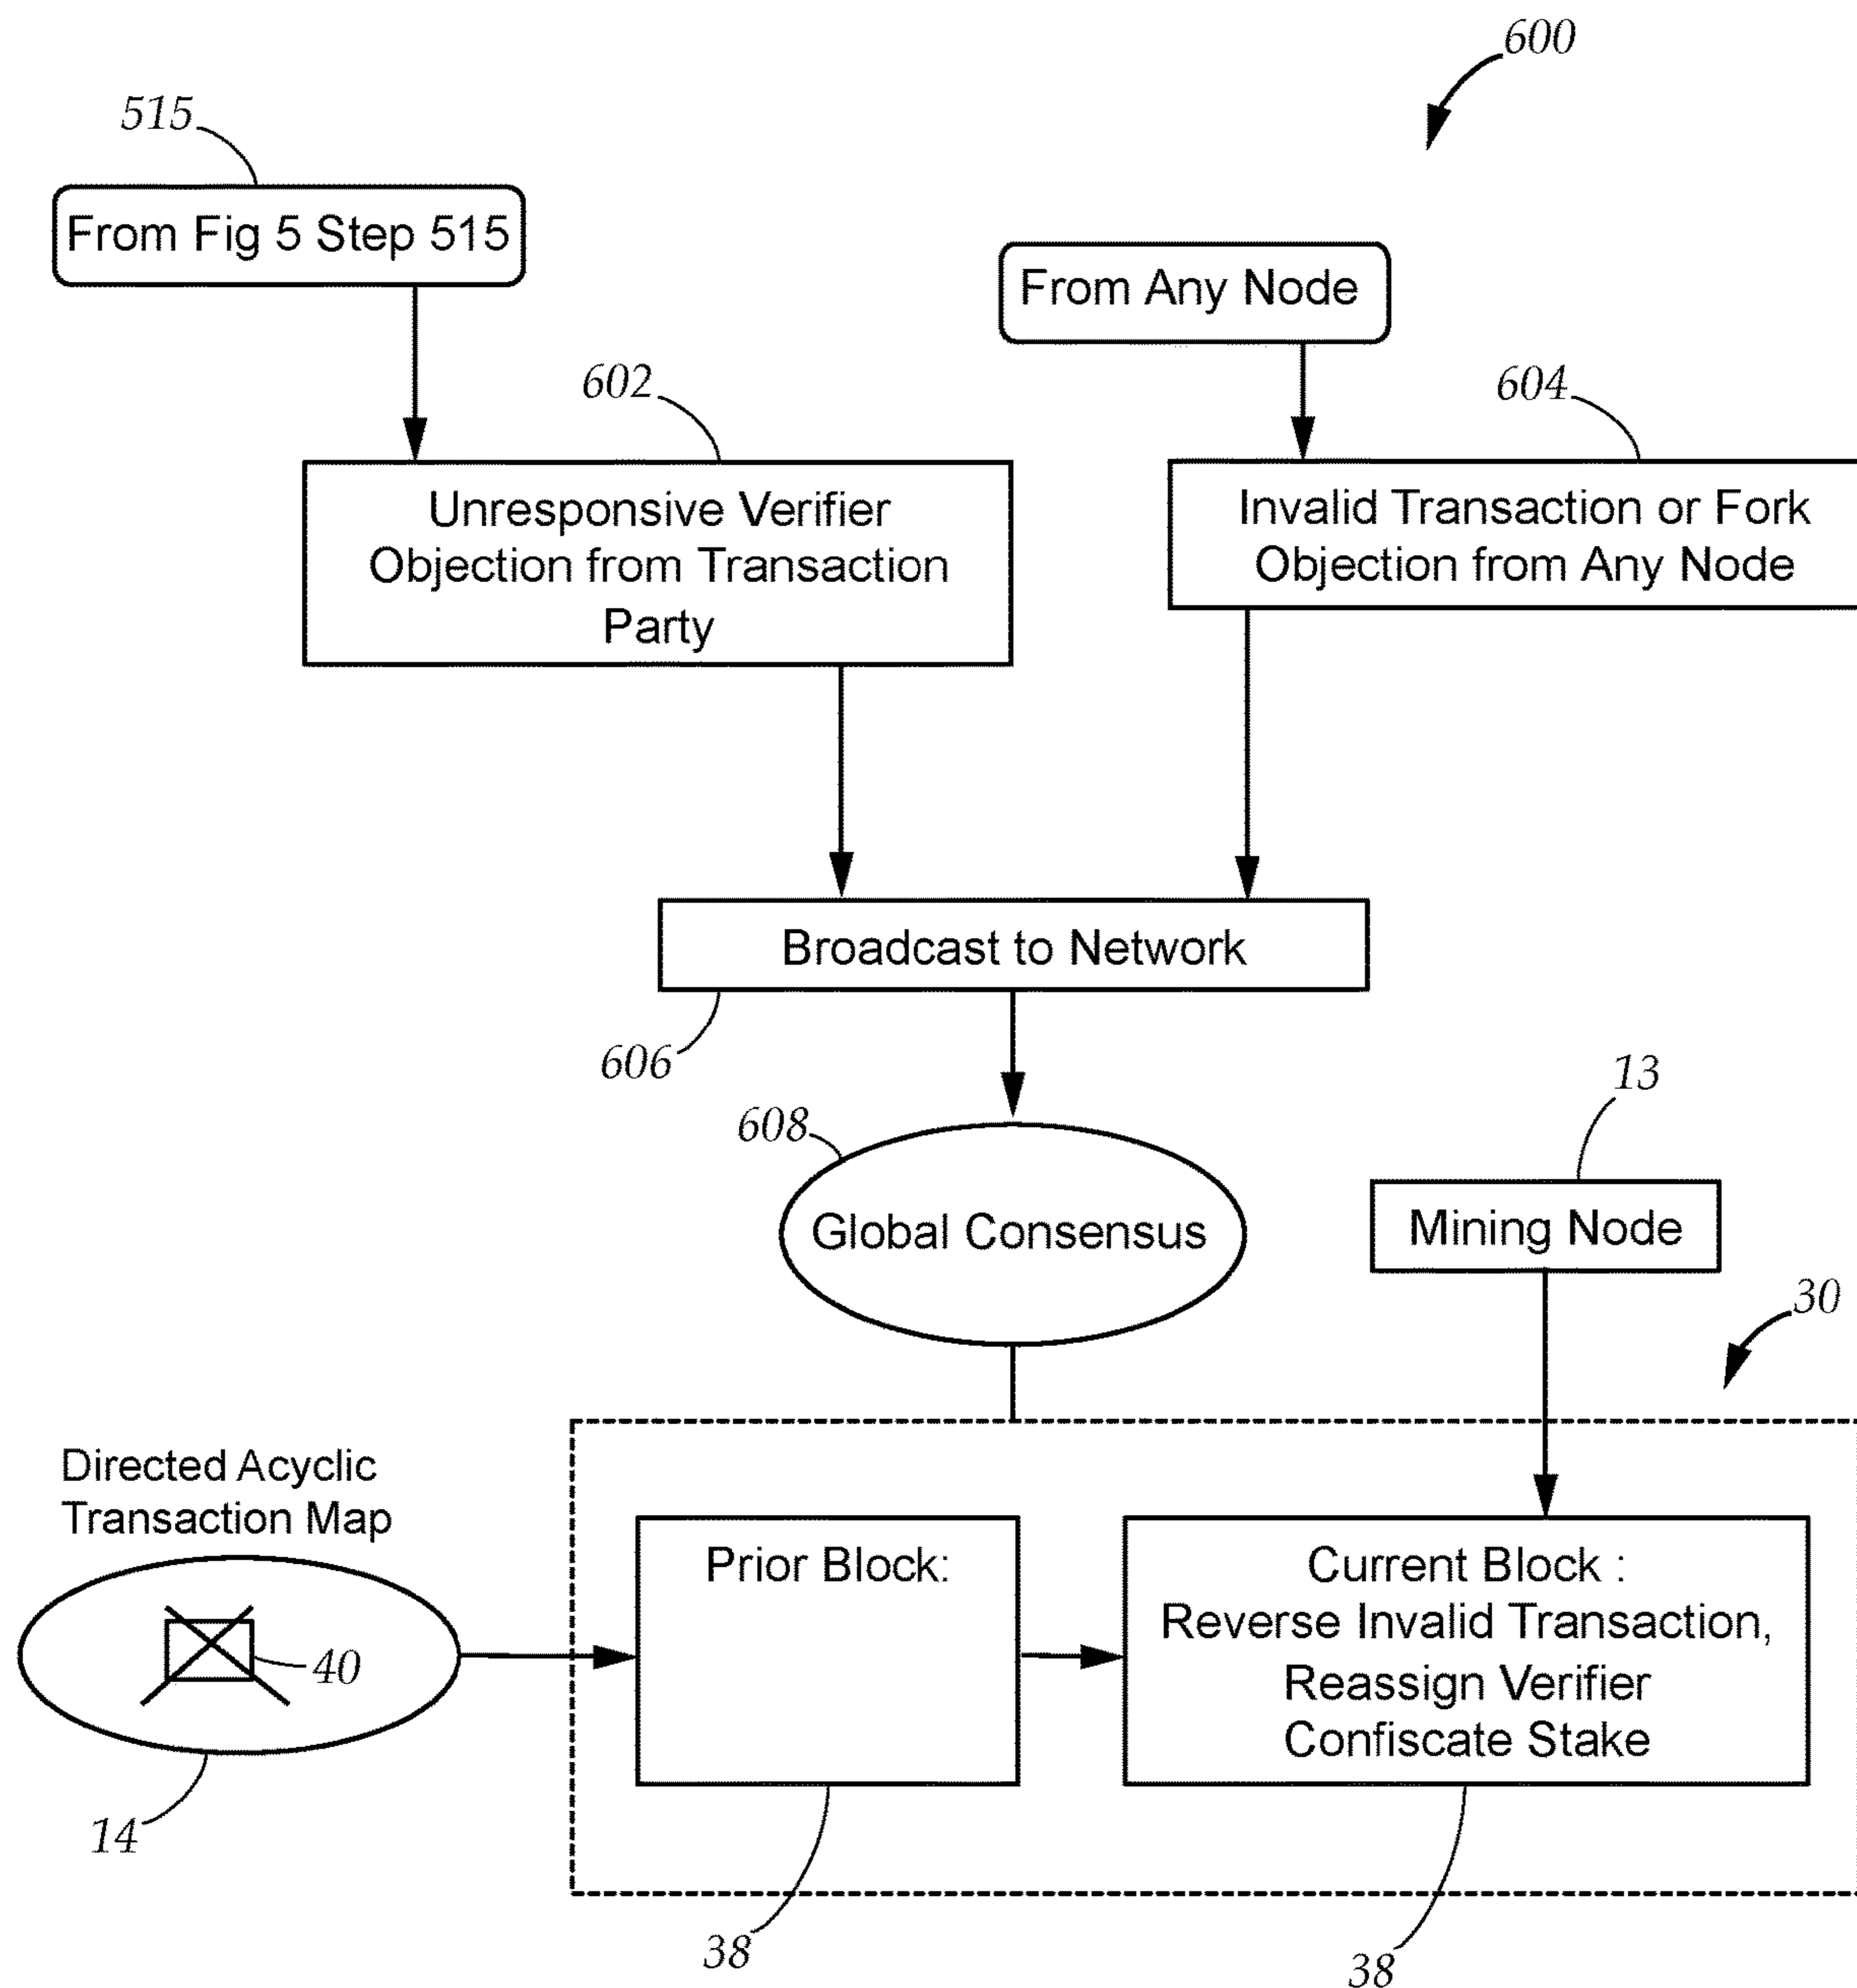 600
515
From Fig 5 Step 515
From Any Node
602
604
Unresponsive Verifier
Objection from Transaction
Party
Invalid Transaction or Fork
Objection from Any Node
Broadcast to Network
606
13
608
Global Consensus
Mining Node
30
Directed Acyclic
Transaction Map
Prior Block:
Current Block :
Reverse Invalid Transaction,
Reassign Verifier
Confiscate Stake
40
14
38
38